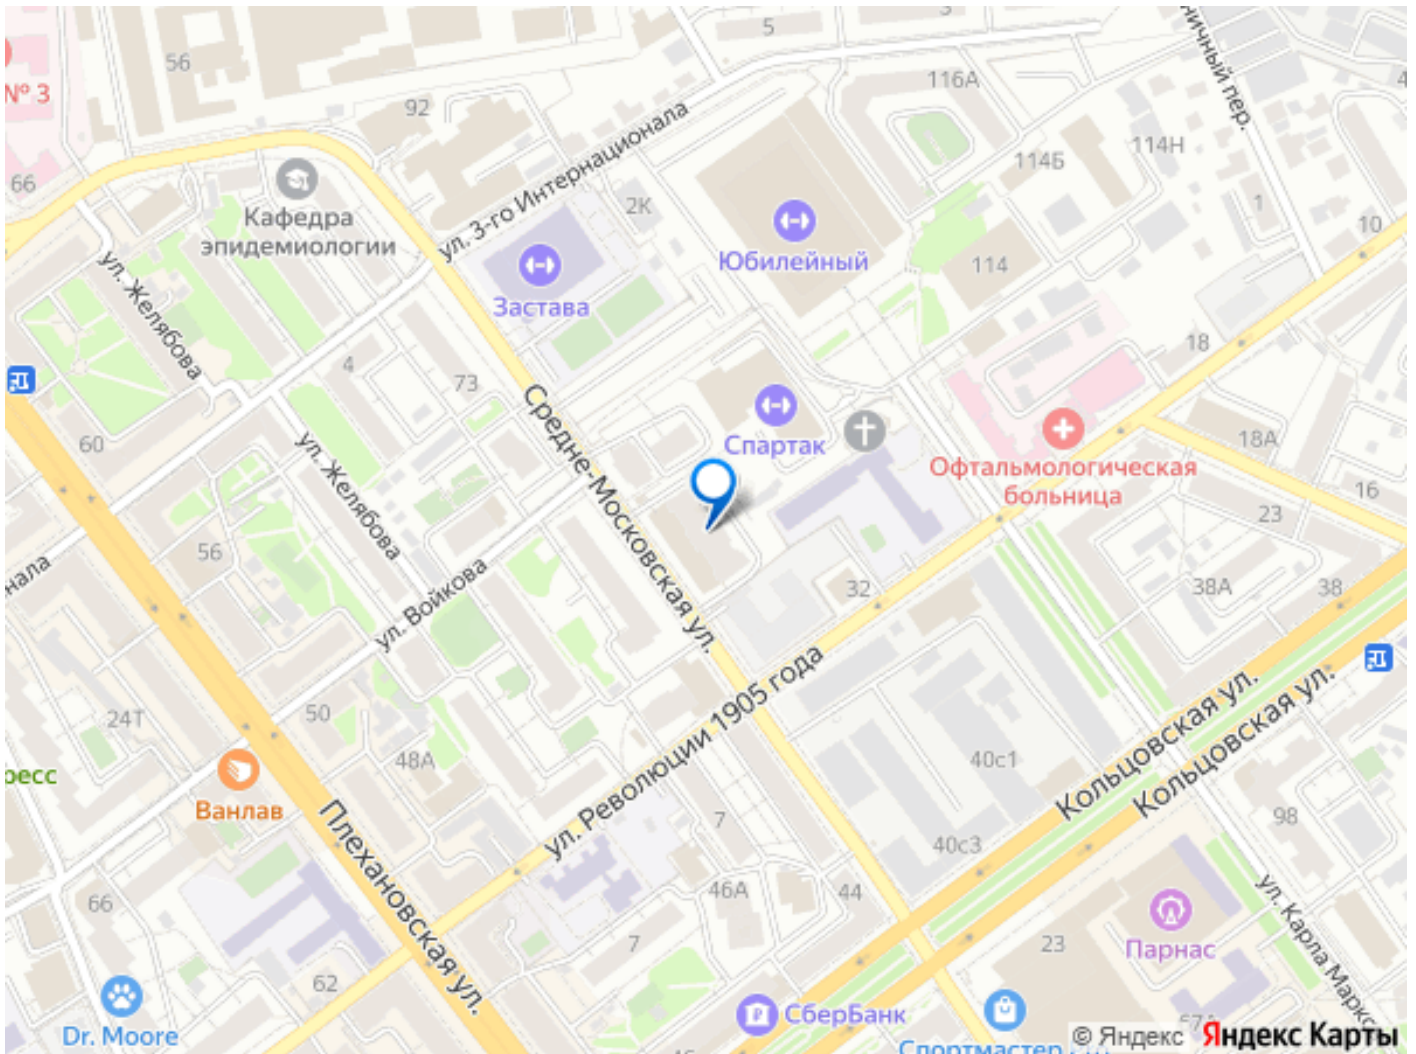 5
3
56
116А
№ 3
92
ул. 3-го Интернационала
114Н
114Б
66
Кафедра
эпидемиологии
2К
1
10
Юбилейный
114
Застава
ул. Желябова
4
73
18
Средне-Московская ул.
60
Спартак
18А
Офтальмологическая
больница
ул. Желябова
16
23
56
ул. Войкова
32
38А
38
ул. Революции 1905 года
24Т
50
48А
40с1
Кольцовская ул.
Кольцовская ул.
Ванлав
Плехановская ул.
7
98
40с3
46А
44
66
ул. Карла Маркса
7
23
Парнас
62
Dr. Moore
СберБанк
67А
Спортмастер
© Яндекс Яндекс Карты